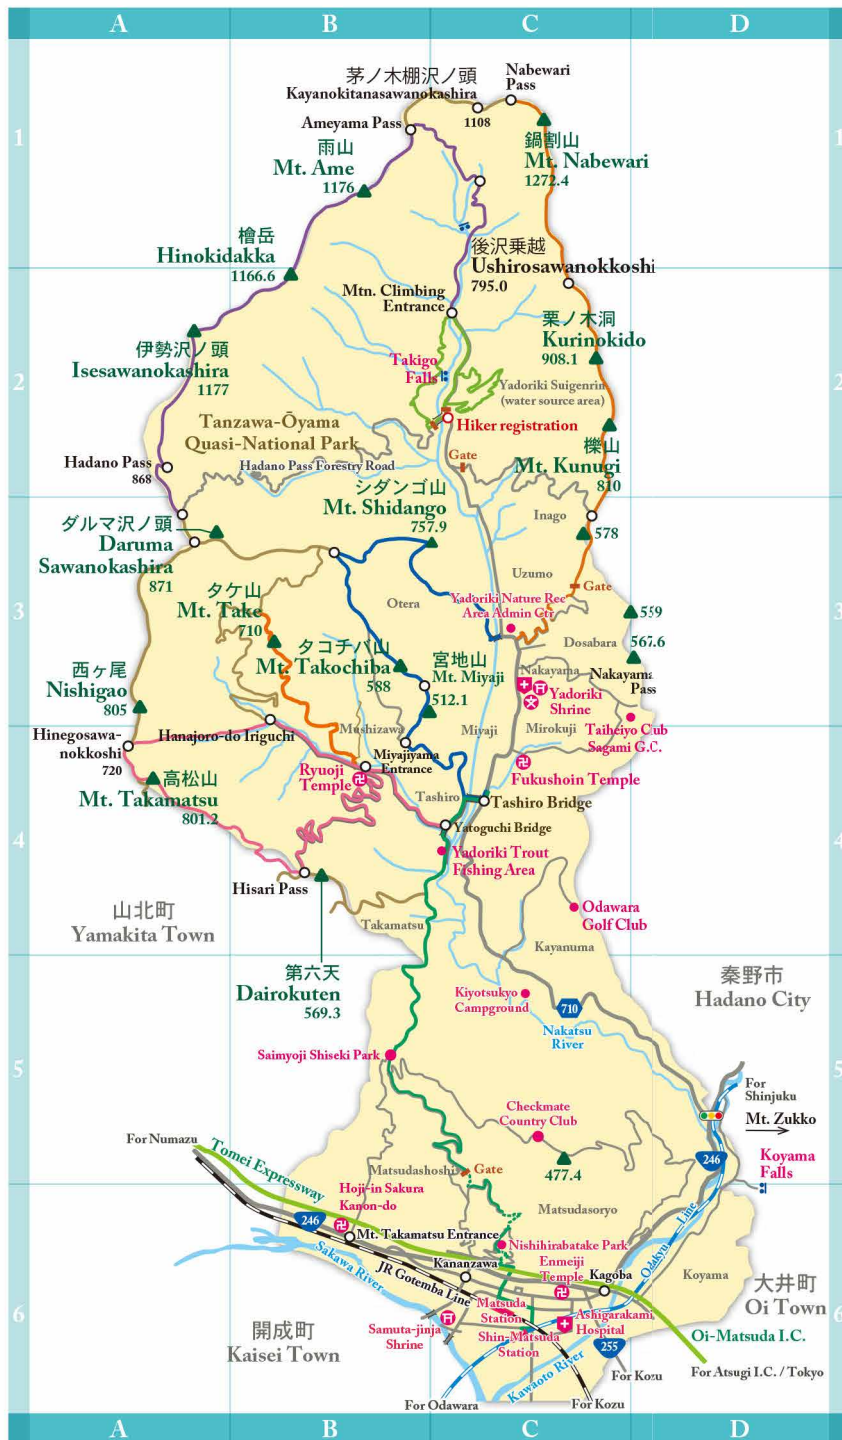 A
B
C
D
茅ノ木棚沢ノ頭
Kayanokitanasawanokashira
1108
Nabewari
Pass
Ameyama Pass
1
1
雨山
Mt. Ame
1176
鍋割山
Mt. Nabewari
1272.4
檜岳
Hinokidakka
1166.6
後沢乗越
Ushirosawanokkoshi
795.0
Mtn. Climbing
Entrance
伊勢沢ノ頭
Isesawanokashira
1177
栗ノ木洞
Kurinokido
908.1
Takigo
Falls
2
2
Yadoriki Suigenrin
(water source area)
Tanzawa-Ōyama
Quasi-National Park
Hiker registration
Hadano Pass
868
Hadano Pass Forestry Road
Gate
櫟山
Mt. Kunugi
810
シダンゴ山
Mt. Shidango
757.9
Inago
578
ダルマ沢ノ頭
Daruma
Sawanokashira
871
Uzumo
Gate
タケ山
Mt. Take
710
Otera
Yadoriki Nature Rec
Area Admin Ctr
559
3
3
Dosabara
567.6
タコチバ山
Mt. Takochiba
588
宮地山
Mt. Miyaji
512.1
Nakayama
Nakayama
Pass
西ヶ尾
Nishigao
805
Yadoriki
Shrine
Hinegosawa-
nokkoshi
720
Hanajoro-do Iriguchi
Mushizawa
Miyaji
Mirokuji
Taiheiyo Cub
Sagami G.C.
Miyajiyama
Entrance
Ryuoji
Temple
Fukushoin Temple
高松山
Mt. Takamatsu
801.2
Tashiro
Tashiro Bridge
Yatoguchi Bridge
4
4
Yadoriki Trout
Fishing Area
Hisari Pass
山北町
Yamakita Town
Takamatsu
Odawara
Golf Club
Kayanuma
第六天
Dairokuten
569.3
秦野市
Hadano City
Kiyotsukyo
Campground
710
Nakatsu
River
Saimyoji Shiseki Park
5
5
For
Shinjuku
Checkmate
Country Club
Mt. Zukko
For Numazu
Tomei Expressway
Matsudashoshi
Gate
477.4
246
Koyama
Falls
Hoji-in Sakura
Kanon-do
246
Matsudasoryo
Mt. Takamatsu Entrance
Nishihirabatake Park
Odakyu Line
Sakawa River
JR Gotemba Line
Kananzawa
Enmeiji
Temple
Kagoba
Koyama
大井町
Oi Town
6
6
開成町
Kaisei Town
Samuta-jinja
Shrine
Matsuda
Station
Shin-Matsuda
Station
Ashigarakami
Hospital
Oi-Matsuda I.C.
255
Kawaoto River
For Kozu
For Atsugi I.C. / Tokyo
For Odawara
For Kozu
A
B
C
D